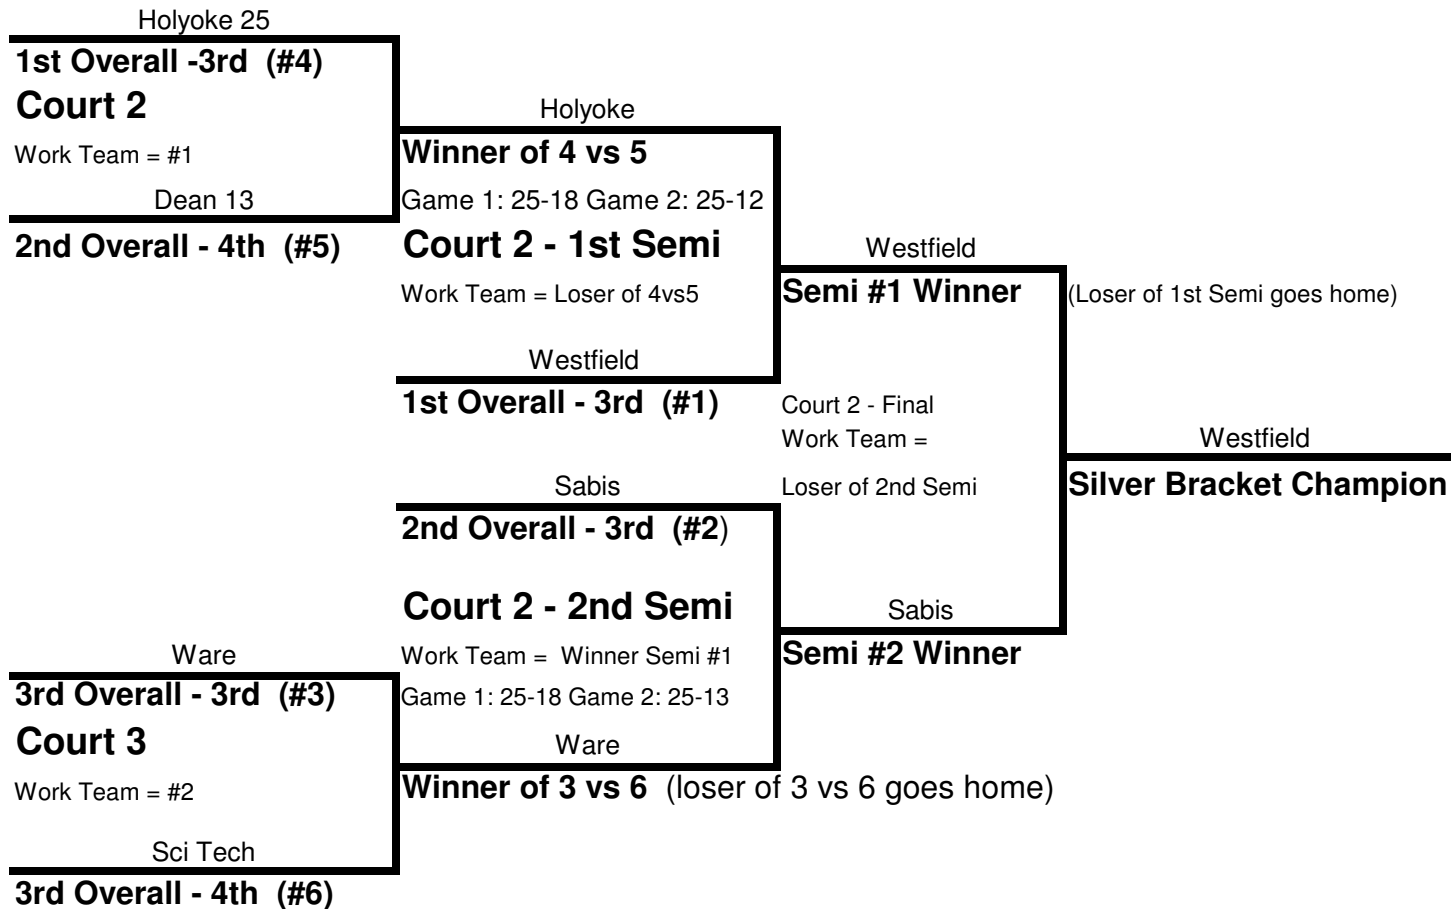 Holyoke 25
1st Overall -3rd  (#4)
Court 2
Work Team = #1
Dean 13
2nd Overall - 4th  (#5)
Holyoke
Winner of 4 vs 5
Game 1: 25-18 Game 2: 25-12
Court 2 - 1st Semi
Work Team = Loser of 4vs5
Westfield
1st Overall - 3rd  (#1)
Westfield
Semi #1 Winner
(Loser of 1st Semi goes home)
Court 2 - Final
Work Team =
Loser of 2nd Semi
Westfield
Silver Bracket Champion
Sabis
2nd Overall - 3rd  (#2)
Court 2 - 2nd Semi
Work Team =  Winner Semi #1
Game 1: 25-18 Game 2: 25-13
Ware
Winner of 3 vs 6  (loser of 3 vs 6 goes home)
Sabis
Semi #2 Winner
Ware
3rd Overall - 3rd  (#3)
Court 3
Work Team = #2
Sci Tech
3rd Overall - 4th  (#6)